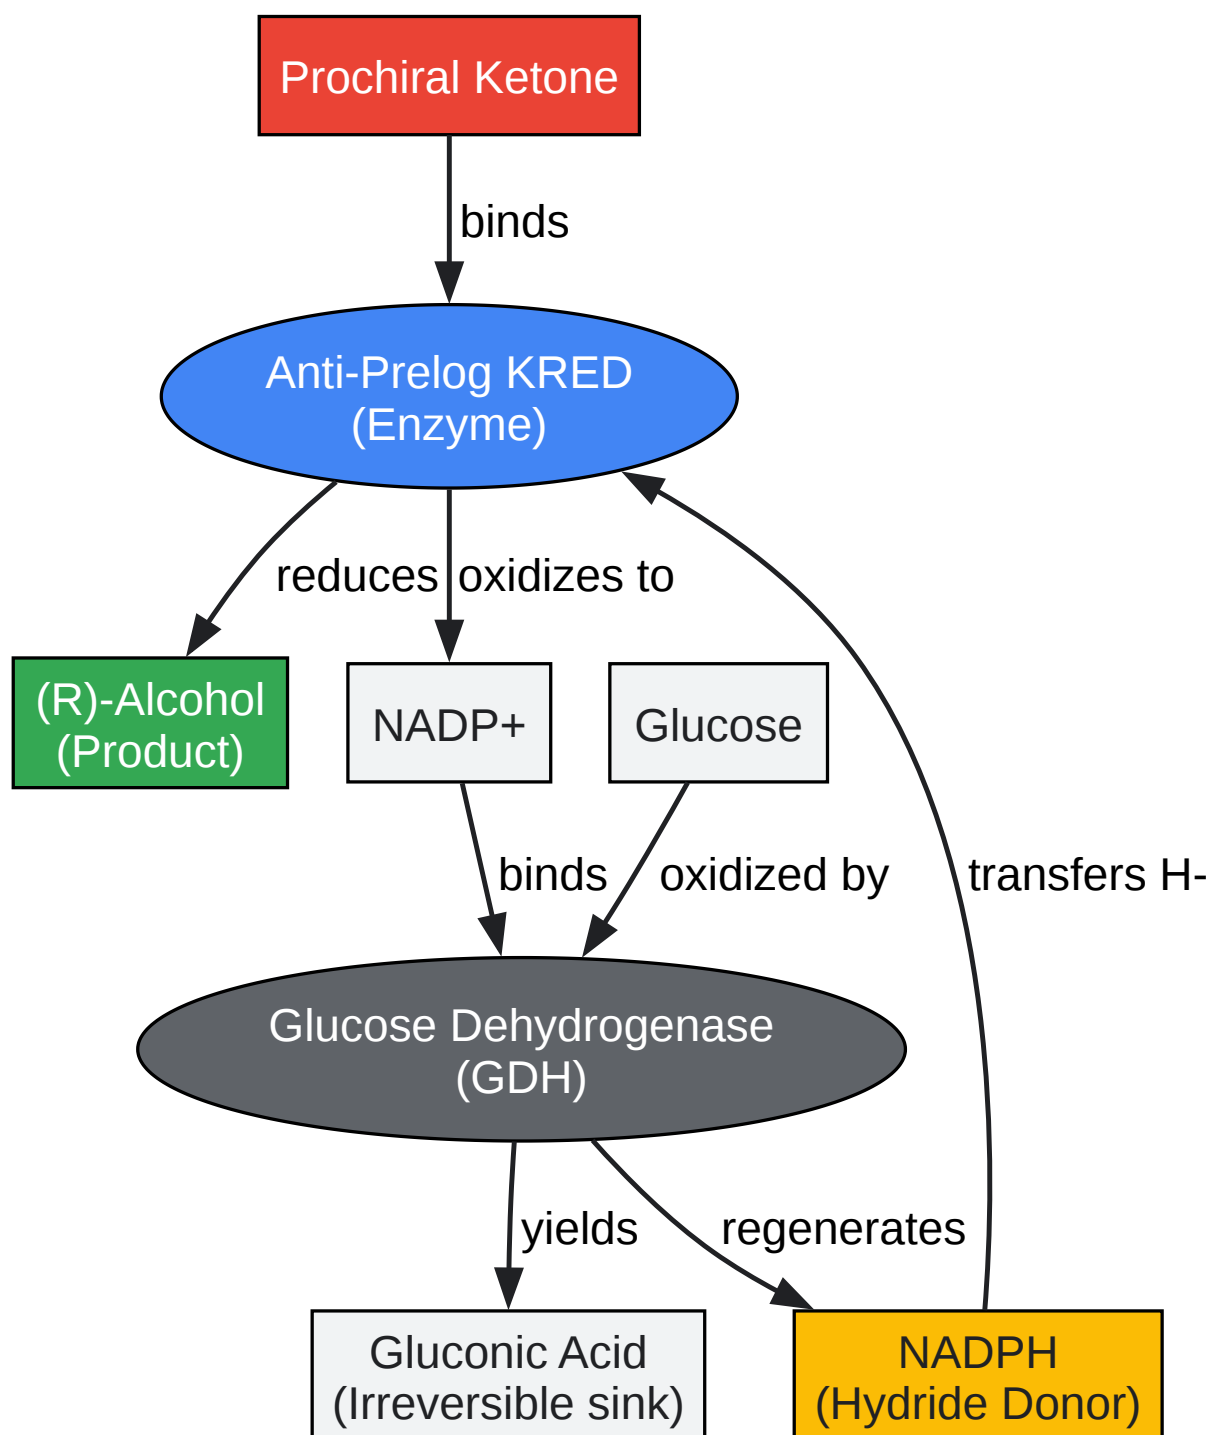 Prochiral Ketone
binds
Anti-Prelog KRED
(Enzyme)
reduces
oxidizes to
(R)-Alcohol
(Product)
NADP+
Glucose
binds
oxidized by
transfers H-
Glucose Dehydrogenase
(GDH)
yields
regenerates
Gluconic Acid
(Irreversible sink)
NADPH
(Hydride Donor)